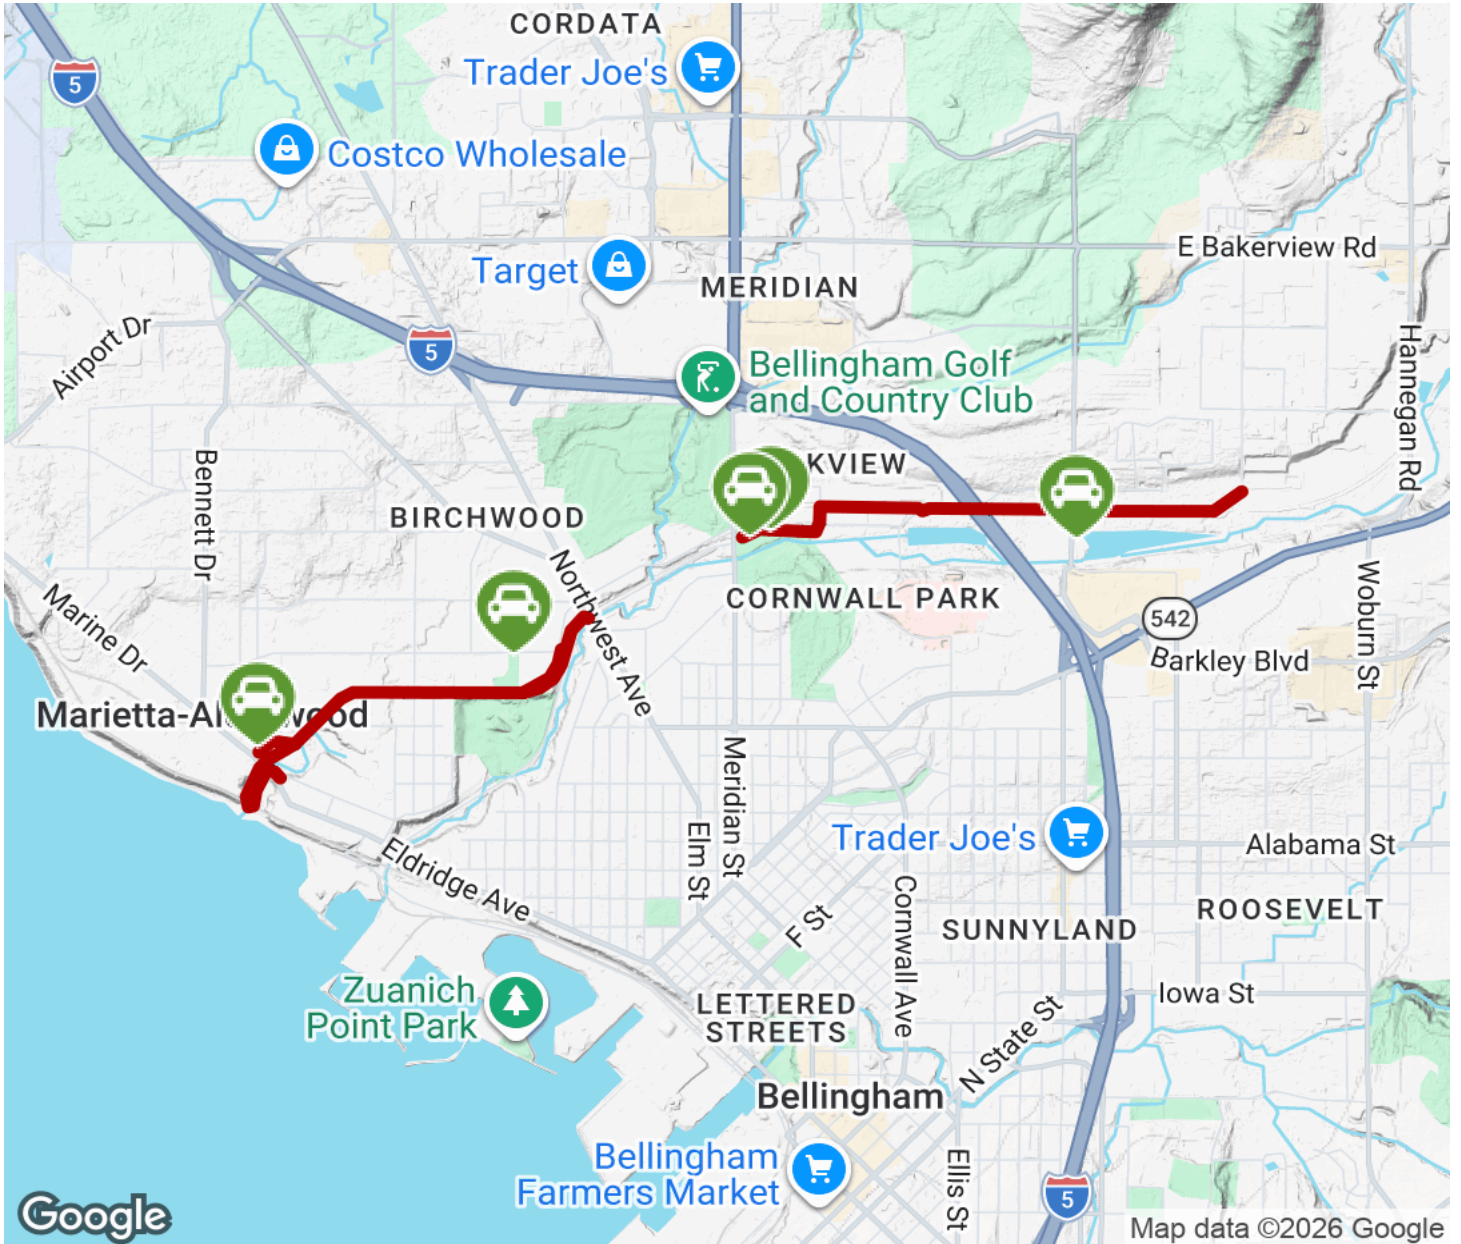 CORDATA
Trader Joe's
5
Costco Wholesale
E Bakerview Rd
Target
MERIDIAN
Airport Dr
5
Hannegan Rd
Bellingham Golf
and Country Club
KVIEW
Bennett Dr
BIRCHWOOD
Northwest Ave
CORNWALL PARK
Marine Dr
542
Woburn St
Barkley Blvd
Marietta-Al wood
Meridian St
Elm St
Trader Joe's
Alabama St
Eldridge Ave
Cornwall Ave
F St
ROOSEVELT
SUNNYLAND
Zuanich
Point Park
LETTERED
STREETS
Iowa St
N State St
Bellingham
Bellingham
Farmers Market
Ellis St
5
Google
Map data ©2026 Google